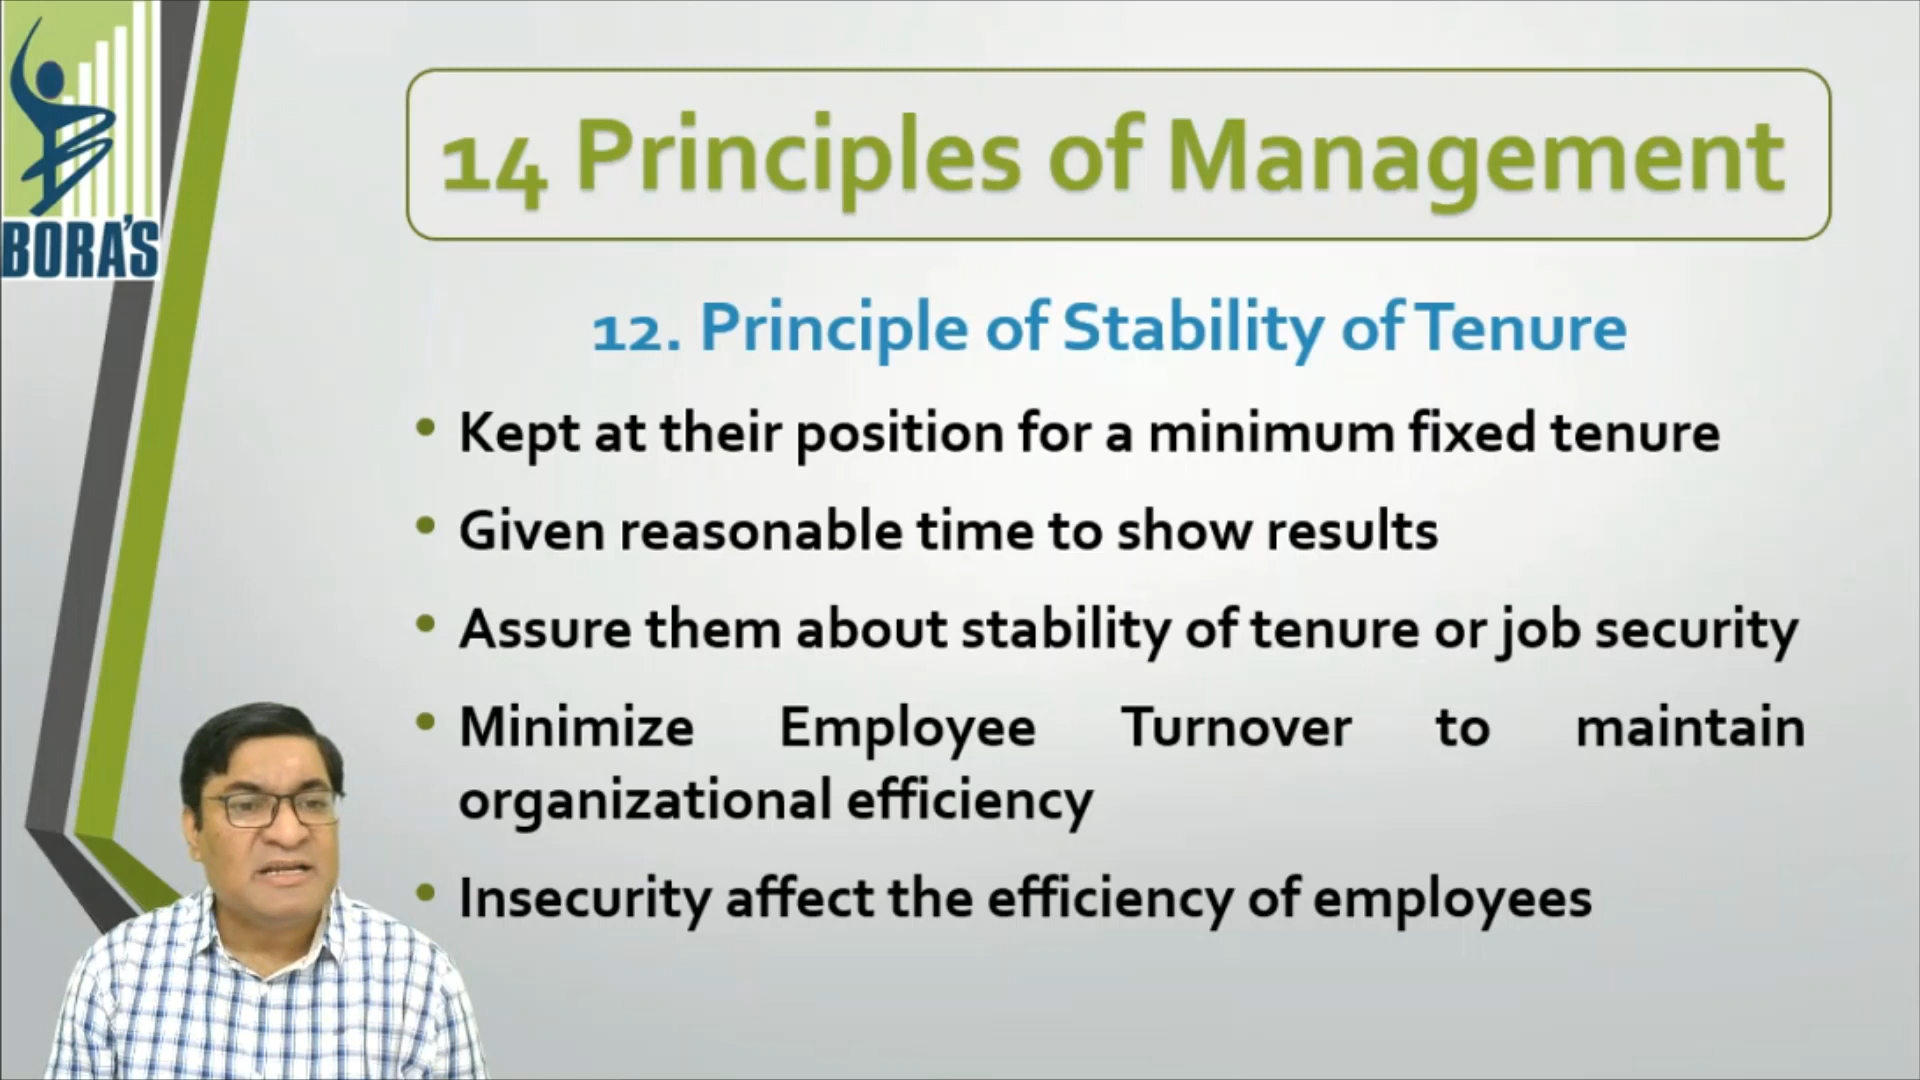 BORA'S
14 Principles of Management
12. Principle of Stability of Tenure
• Kept at their position for a minimum fixed tenure
• Given reasonable time to show results
• Assure them about stability of tenure or job security
• Minimize Employee Turnover to maintain
organizational efficiency
• Insecurity affect the efficiency of employees